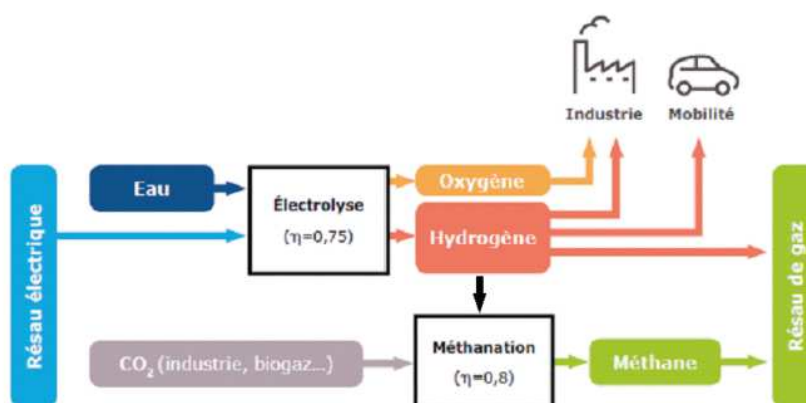 Industrie
Mobilité
Résau électrique
Eau
Électrolyse
(η=0,75)
Oxygène
Hydrogène
Résau de gaz
CO₂ (industrie, biogaz...)
Méthanation
(η=0,8)
Méthane